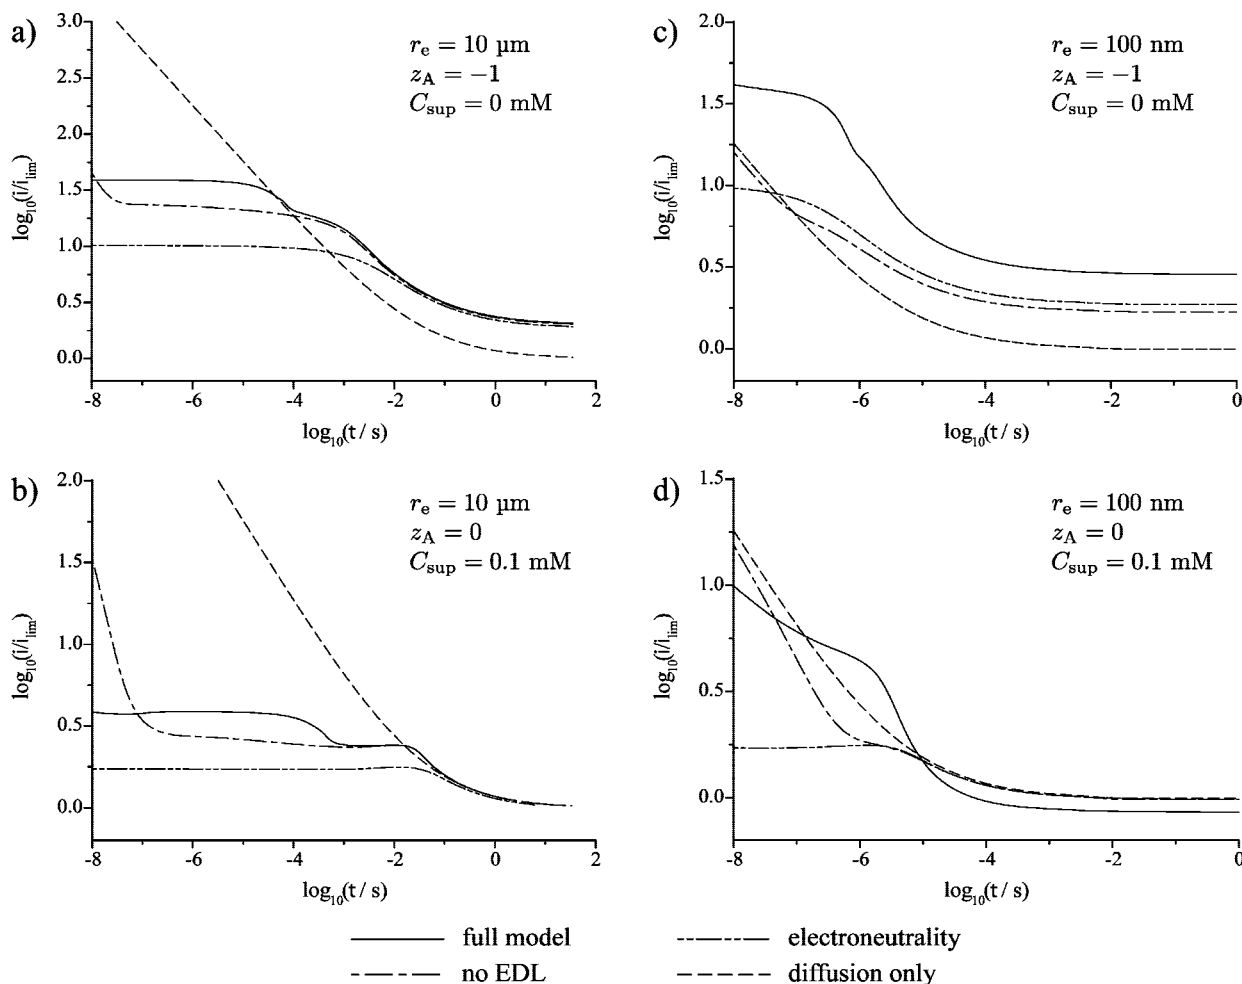 a)
r_e = 10 µm
z_A = −1
C_sup = 0 mM
3.0
2.5
2.0
1.5
1.0
0.5
0.0
log₁₀(i/i_lim)
-8 -6 -4 -2 0 2
log₁₀(t / s)
c)
r_e = 100 nm
z_A = −1
C_sup = 0 mM
2.0
1.5
1.0
0.5
0.0
log₁₀(i/i_lim)
-8 -6 -4 -2 0
log₁₀(t / s)
b)
r_e = 10 µm
z_A = 0
C_sup = 0.1 mM
2.0
1.5
1.0
0.5
0.0
log₁₀(i/i_lim)
-8 -6 -4 -2 0 2
log₁₀(t / s)
d)
r_e = 100 nm
z_A = 0
C_sup = 0.1 mM
1.5
1.0
0.5
0.0
log₁₀(i/i_lim)
-8 -6 -4 -2 0
log₁₀(t / s)
full model
electroneutrality
no EDL
diffusion only